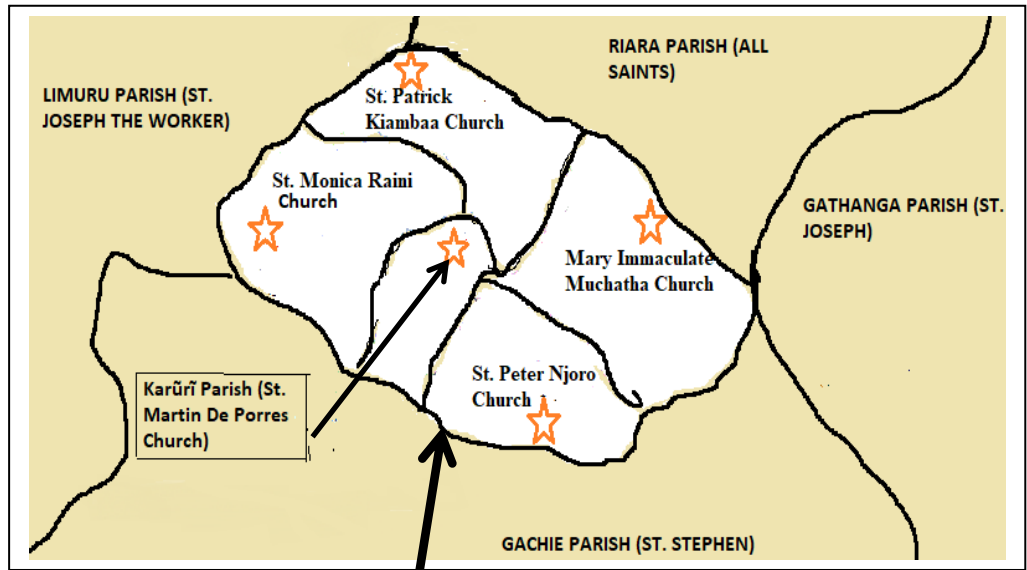 RIARA PARISH (ALL
SAINTS)
LIMURU PARISH (ST.
JOSEPH THE WORKER)
St. Patrick
Kiambaa Church
St. Monica Raini
Church
GATHANGA PARISH (ST.
JOSEPH)
Mary Immaculate
Muchatha Church
St. Peter Njoro
Church
Karũrĩ Parish (St.
Martin De Porres
Church)
GACHIE PARISH (ST. STEPHEN)